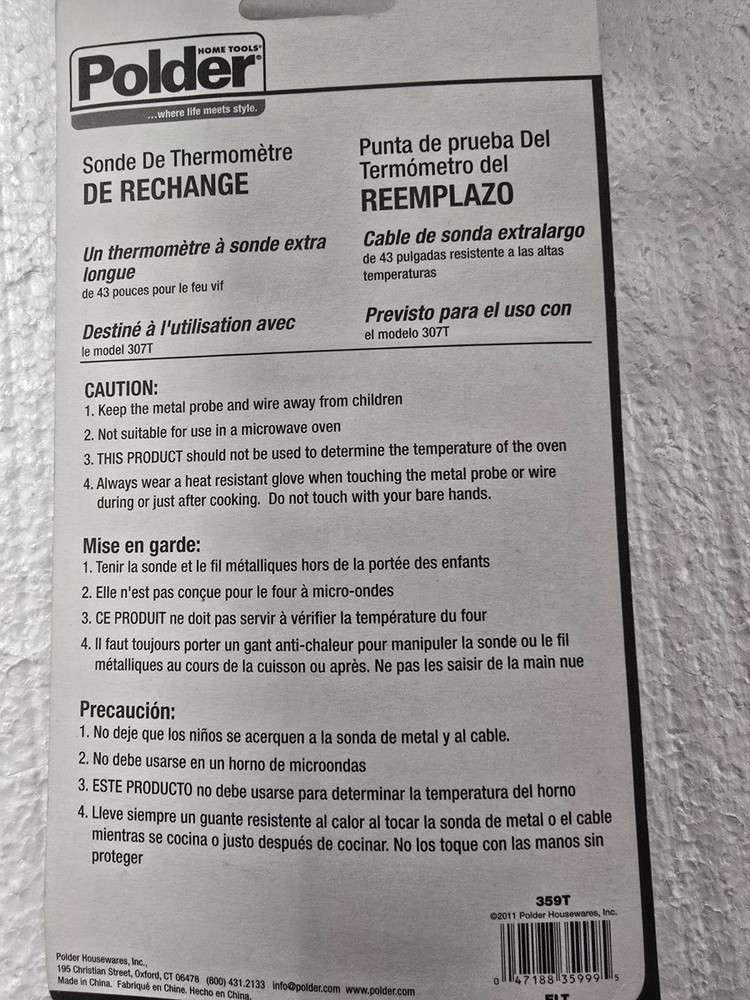 HOME TOOLS®
Polder®
...where life meets style.
Sonde De Thermomètre
DE RECHANGE
Un thermomètre à sonde extra
longue
de 43 pouces pour le feu vif
Destiné à l'utilisation avec
le model 307T
Punta de prueba Del
Termómetro del
REEMPLAZO
Cable de sonda extralargo
de 43 pulgadas resistente a las altas
temperaturas
Previsto para el uso con
el modelo 307T
CAUTION:
1. Keep the metal probe and wire away from children
2. Not suitable for use in a microwave oven
3. THIS PRODUCT should not be used to determine the temperature of the oven
4. Always wear a heat resistant glove when touching the metal probe or wire
during or just after cooking. Do not touch with your bare hands.
Mise en garde:
1. Tenir la sonde et le fil métalliques hors de la portée des enfants
2. Elle n'est pas conçue pour le four à micro-ondes
3. CE PRODUIT ne doit pas servir à vérifier la température du four
4. Il faut toujours porter un gant anti-chaleur pour manipuler la sonde ou le fil
métalliques au cours de la cuisson ou après. Ne pas les saisir de la main nue
Precaución:
1. No deje que los niños se acerquen a la sonda de metal y al cable.
2. No debe usarse en un horno de microondas
3. ESTE PRODUCTO no debe usarse para determinar la temperatura del horno
4. Lleve siempre un guante resistente al calor al tocar la sonda de metal o el cable
mientras se cocina o justo después de cocinar. No los toque con las manos sin
proteger
359T
©2011 Polder Housewares, Inc.
0 47188 35999 5
Polder Housewares, Inc.,
195 Christian Street, Oxford, CT 06478 (800) 431.2133 info@polder.com www.polder.com
Made in China. Fabriqué en Chine. Hecho en China.